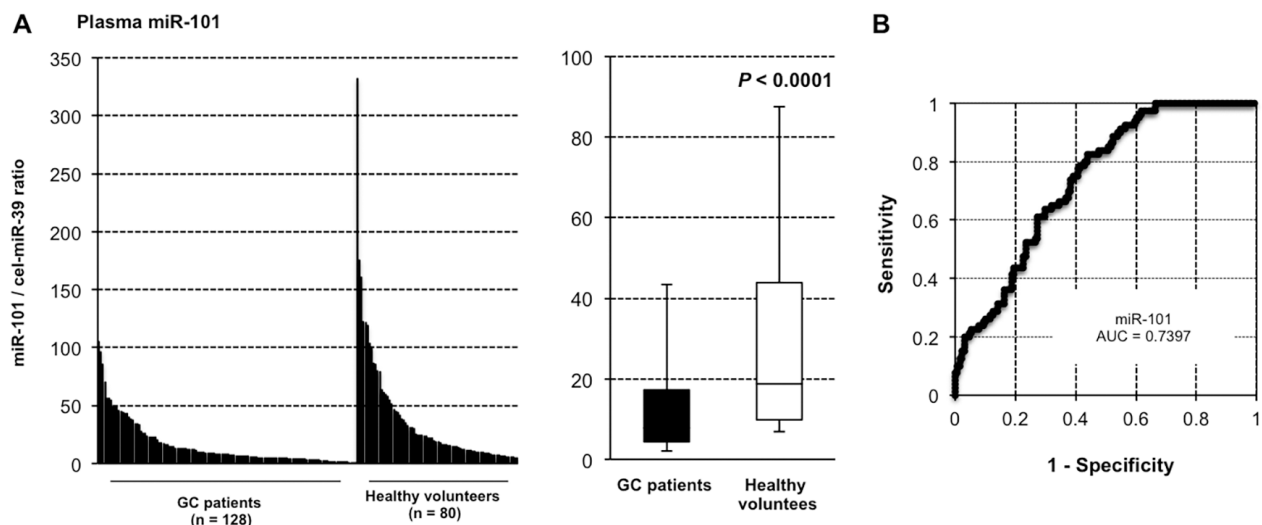 A
Plasma miR-101
miR-101 / cel-miR-39 ratio
350
300
250
200
150
100
50
0
GC patients
(n = 128)
Healthy volunteers
(n = 80)
100
80
60
40
20
0
P < 0.0001
GC patients
Healthy
voluntees
B
Sensitivity
1
0.8
0.6
0.4
0.2
0
miR-101
AUC = 0.7397
0
0.2
0.4
0.6
0.8
1
1 - Specificity